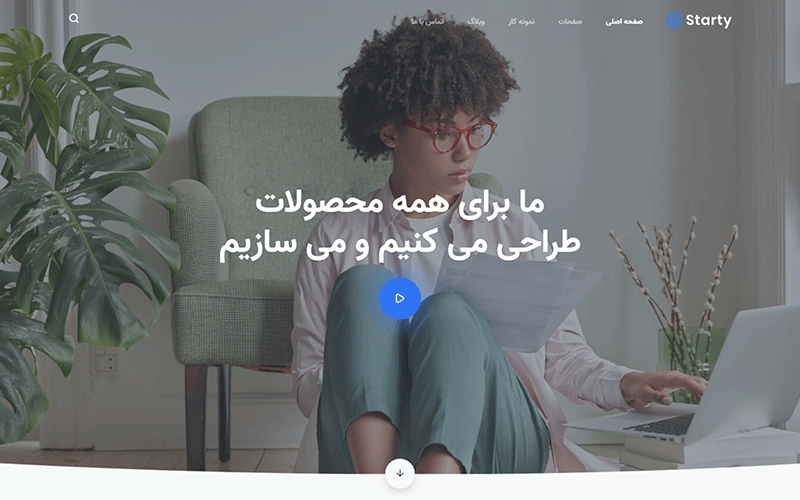 Starty
صفحه اصلی
صفحات
نمونه کار
وبلاگ
تماس با ما
ما برای همه محصولات
طراحی می کنیم و می سازیم